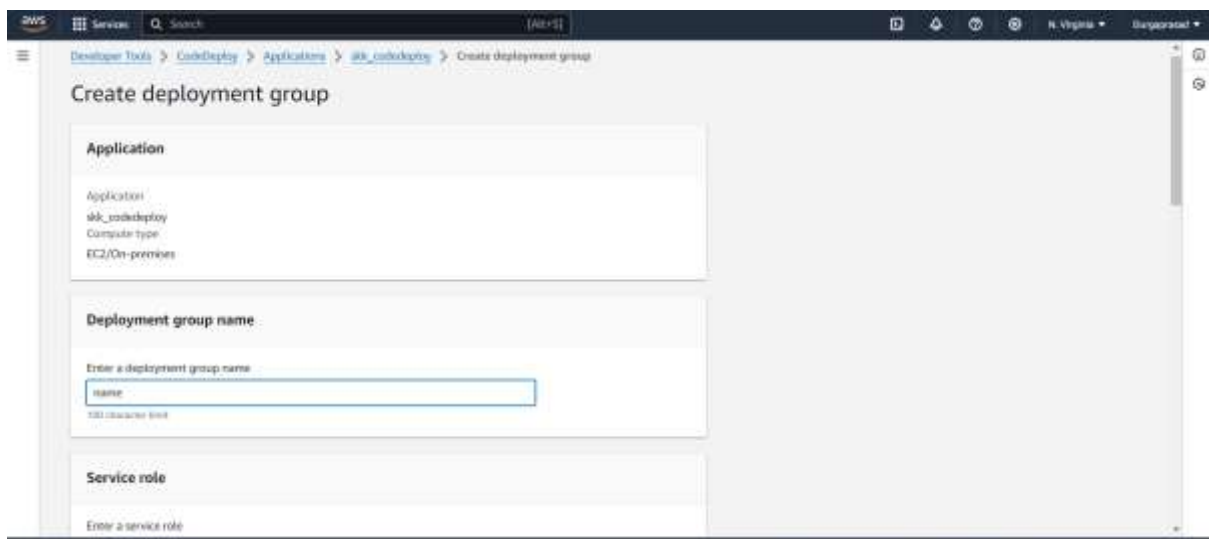 aws Services Search [Alt+S] N. Virginia Durgaprasad
Developer Tools > CodeDeploy > Applications > skk_codedeploy > Create deployment group
Create deployment group
Application
Application
skk_codedeploy
Compute type
EC2/On-premises
Deployment group name
Enter a deployment group name
name
100 character limit
Service role
Enter a service role